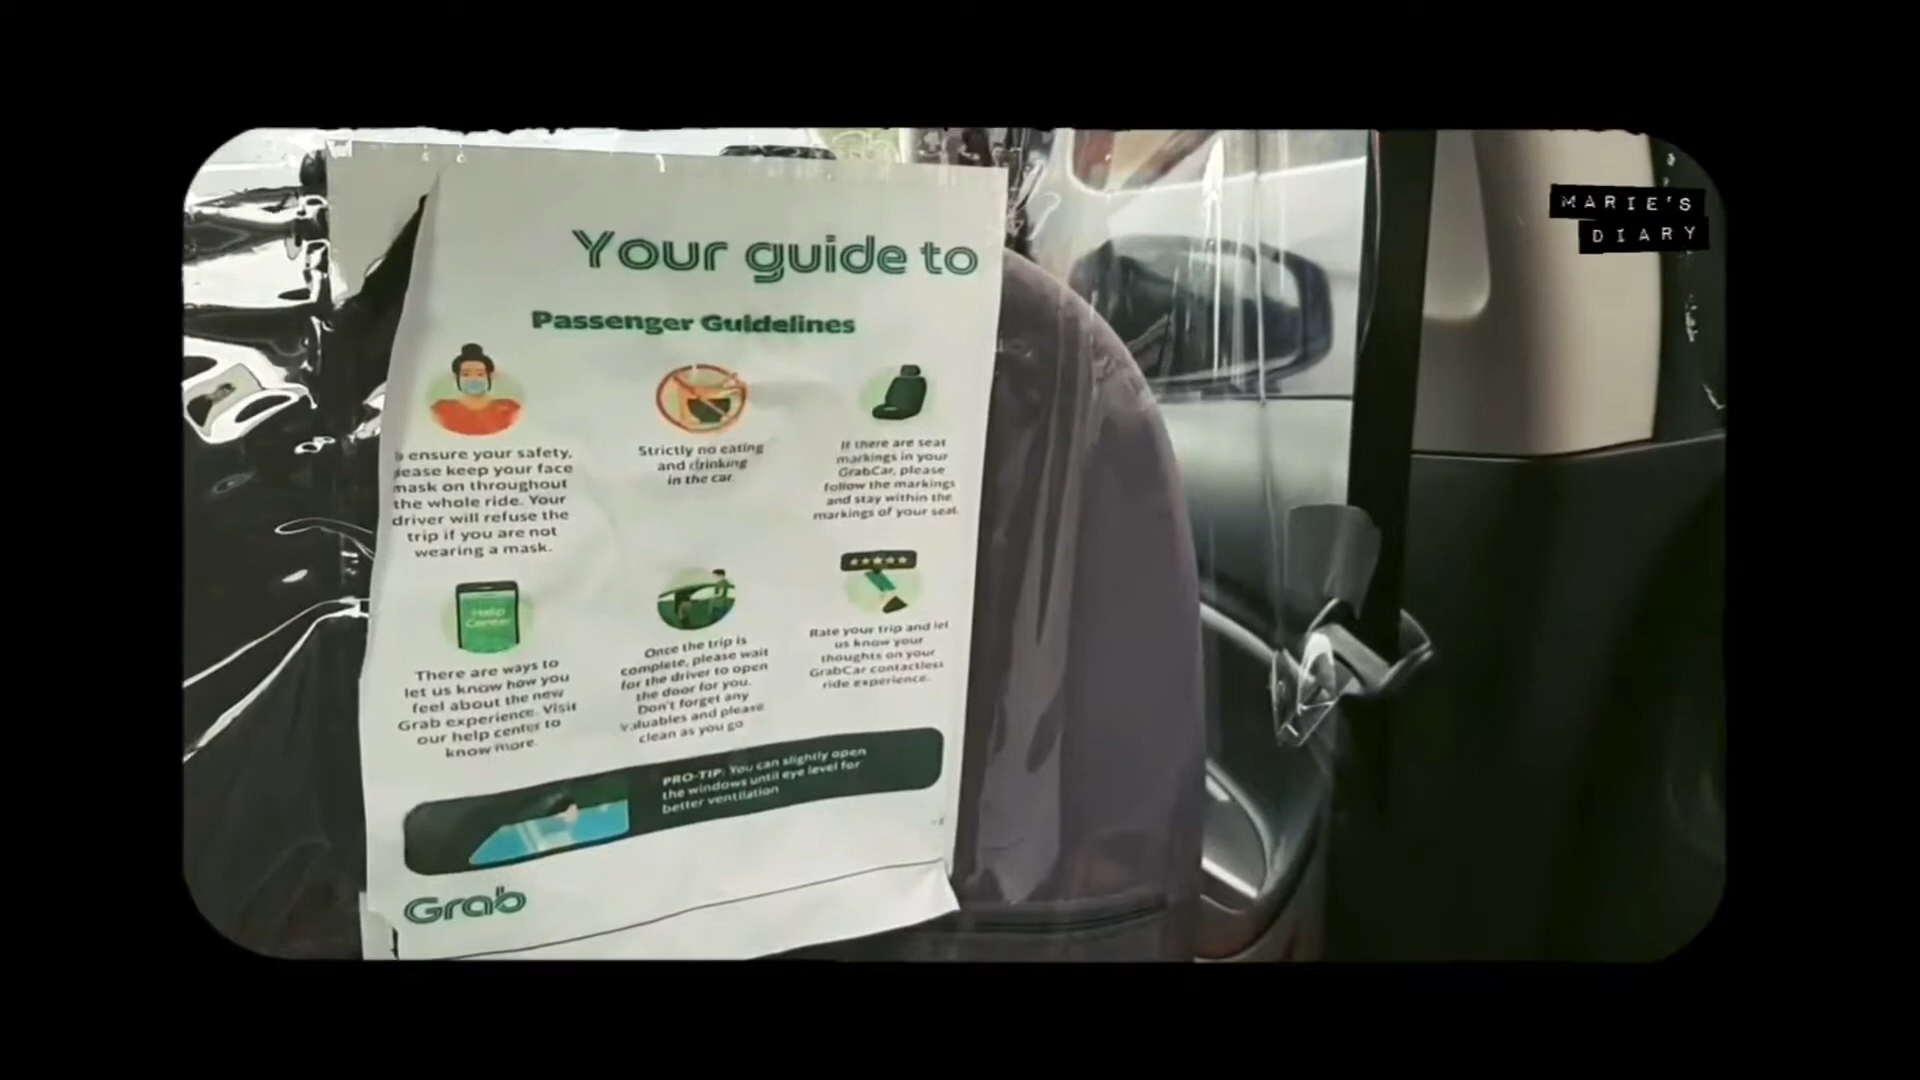 MARIE'S
DIARY
Your guide to
Passenger Guidelines
ensure your safety,
please keep your face
mask on throughout
the whole ride. Your
driver will refuse the
trip if you are not
wearing a mask.
Strictly no eating
and drinking
in the car.
If there are seat
markings in your
GrabCar, please
follow the markings
and stay within the
markings of your seat.
Help
Center
There are ways to
let us know how you
feel about the new
Grab experience. Visit
our help center to
know more.
Once the trip is
complete, please wait
for the driver to open
the door for you.
Don't forget any
valuables and please
clean as you go
Rate your trip and let
us know your
thoughts on your
GrabCar contactless
ride experience.
PRO-TIP: You can slightly open
the windows until eye level for
better ventilation
Grab